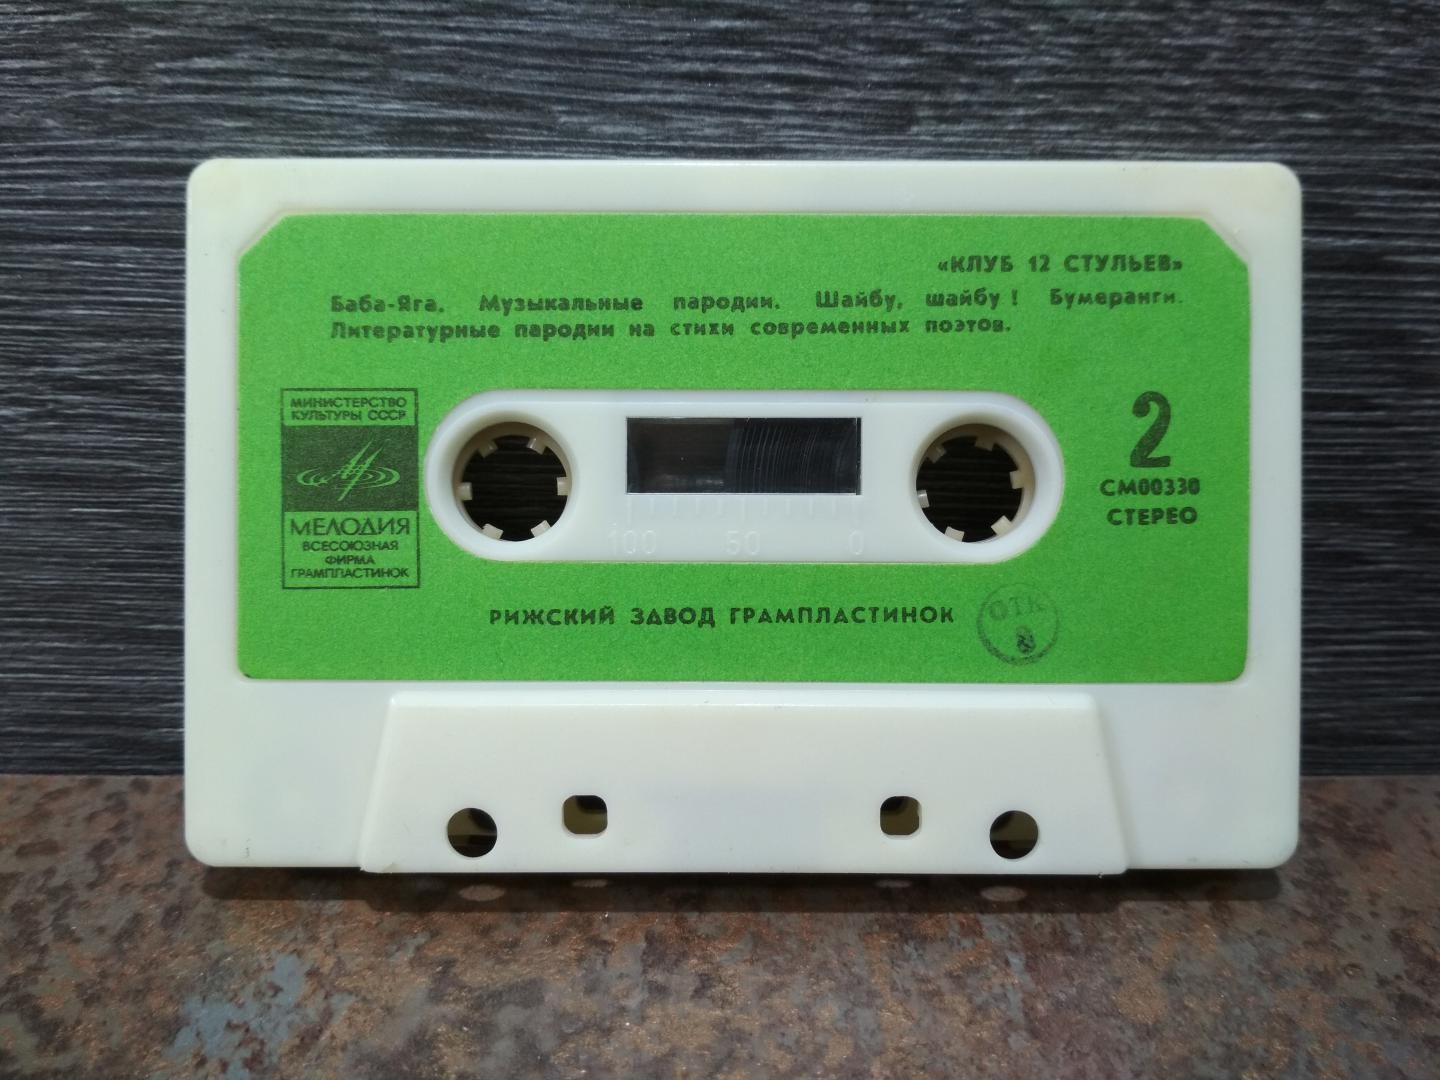 «КЛУБ 12 СТУЛЬЕВ»
Баба-Яга. Музыкальные пародии. Шайбу, шайбу! Бумеранги.
Литературные пародии на стихи современных поэтов.
МИНИСТЕРСТВО
КУЛЬТУРЫ СССР
МЕЛОДИЯ
ВСЕСОЮЗНАЯ
ФИРМА
ГРАМПЛАСТИНОК
2
СМ00330
СТЕРЕО
100 50 0
РИЖСКИЙ ЗАВОД ГРАМПЛАСТИНОК
ОТК